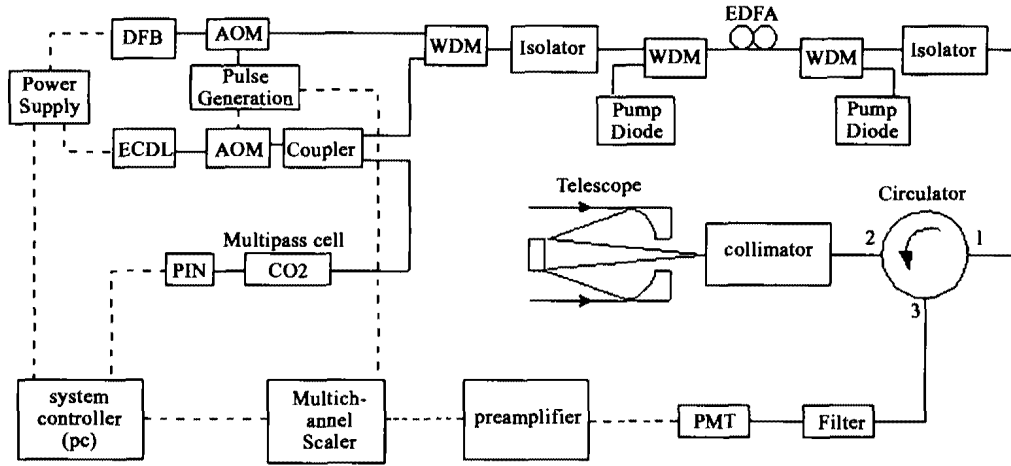 EDFA
DFB
AOM
WDM
Isolator
WDM
WDM
Isolator
Power
Supply
Pulse
Generation
Pump
Diode
Pump
Diode
ECDL
AOM
Coupler
Telescope
Circulator
Multipass cell
PIN
CO2
collimator
2
1
3
system
controller
(pc)
Multich-
annel
Scaler
preamplifier
PMT
Filter